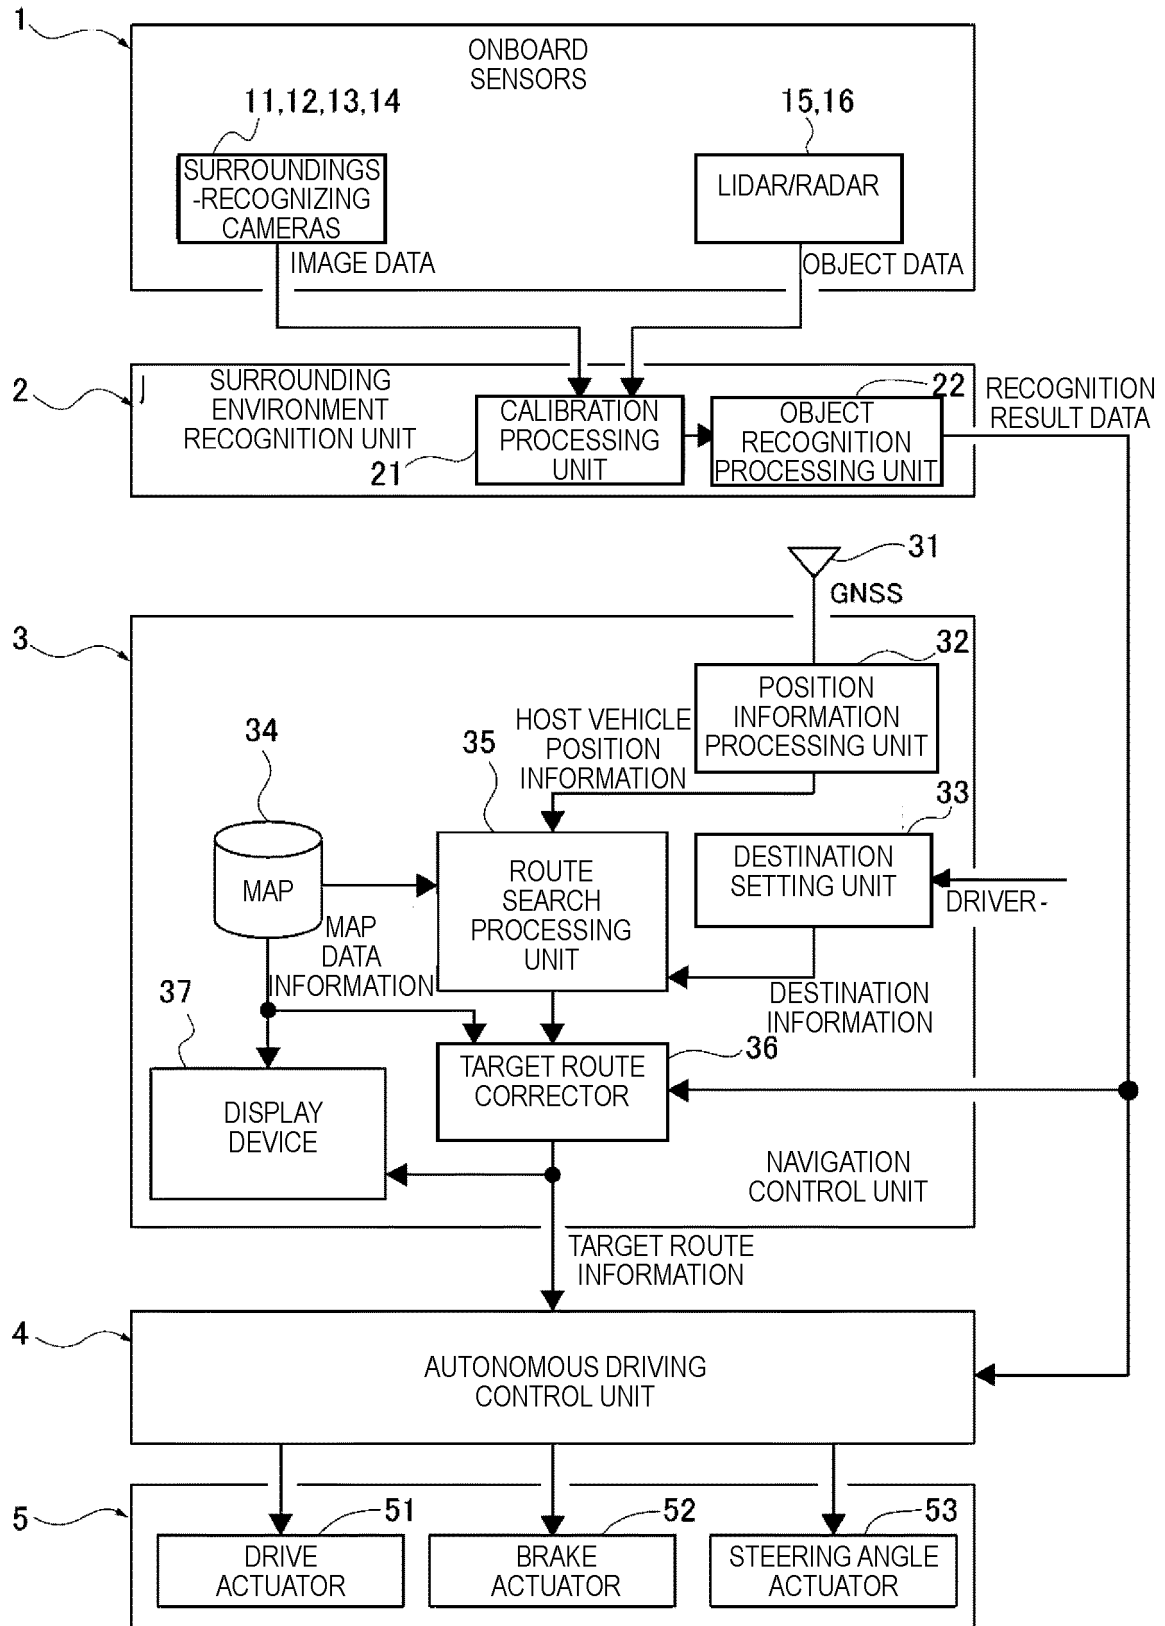 1
ONBOARD
SENSORS
11,12,13,14
15,16
SURROUNDINGS
-RECOGNIZING
CAMERAS
LIDAR/RADAR
IMAGE DATA
OBJECT DATA
2
SURROUNDING
ENVIRONMENT
RECOGNITION UNIT
21
CALIBRATION
PROCESSING
UNIT
22
OBJECT
RECOGNITION
PROCESSING UNIT
RECOGNITION
RESULT DATA
31
GNSS
3
32
POSITION
INFORMATION
PROCESSING UNIT
HOST VEHICLE
POSITION
INFORMATION
34
35
33
MAP
ROUTE
SEARCH
PROCESSING
UNIT
DESTINATION
SETTING UNIT
DRIVER-
MAP
DATA
INFORMATION
DESTINATION
INFORMATION
37
36
TARGET ROUTE
CORRECTOR
DISPLAY
DEVICE
NAVIGATION
CONTROL UNIT
TARGET ROUTE
INFORMATION
4
AUTONOMOUS DRIVING
CONTROL UNIT
5
51
52
53
DRIVE
ACTUATOR
BRAKE
ACTUATOR
STEERING ANGLE
ACTUATOR